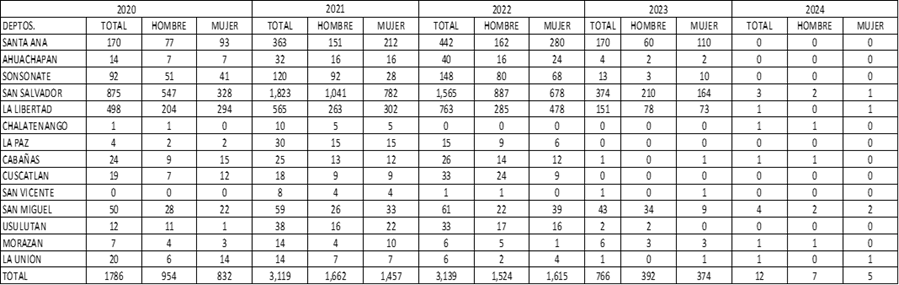 2020 2021 2022 2023 2024
DEPTOS. TOTAL HOMBRE MUJER TOTAL HOMBRE MUJER TOTAL HOMBRE MUJER TOTAL HOMBRE MUJER TOTAL HOMBRE MUJER
SANTA ANA 170 77 93 363 151 212 442 162 280 170 60 110 0 0 0
AHUACHAPAN 14 7 7 32 16 16 40 16 24 4 2 2 0 0 0
SONSONATE 92 51 41 120 92 28 148 80 68 13 3 10 0 0 0
SAN SALVADOR 875 547 328 1,823 1,041 782 1,565 887 678 374 210 164 3 2 1
LA LIBERTAD 498 204 294 565 263 302 763 285 478 151 78 73 1 0 1
CHALATENANGO 1 1 0 10 5 5 0 0 0 0 0 0 1 1 0
LA PAZ 4 2 2 30 15 15 15 9 6 0 0 0 0 0 0
CABAÑAS 24 9 15 25 13 12 26 14 12 1 0 1 1 1 0
CUSCATLAN 19 7 12 18 9 9 33 24 9 0 0 0 0 0 0
SAN VICENTE 0 0 0 8 4 4 1 1 0 1 0 1 0 0 0
SAN MIGUEL 50 28 22 59 26 33 61 22 39 43 34 9 4 2 2
USULUTAN 12 11 1 38 16 22 33 17 16 2 2 0 0 0 0
MORAZAN 7 4 3 14 4 10 6 5 1 6 3 3 1 1 0
LA UNION 20 6 14 14 7 7 6 2 4 1 0 1 1 0 1
TOTAL 1786 954 832 3,119 1,662 1,457 3,139 1,524 1,615 766 392 374 12 7 5